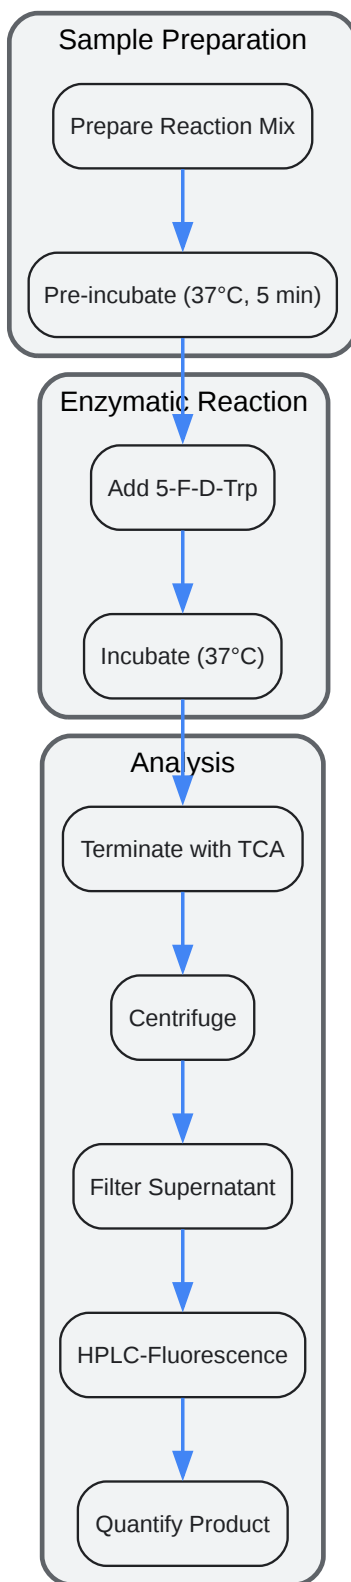 Sample Preparation
Prepare Reaction Mix
Pre-incubate (37°C, 5 min)
Enzymatic Reaction
Add 5-F-D-Trp
Incubate (37°C)
Analysis
Terminate with TCA
Centrifuge
Filter Supernatant
HPLC-Fluorescence
Quantify Product